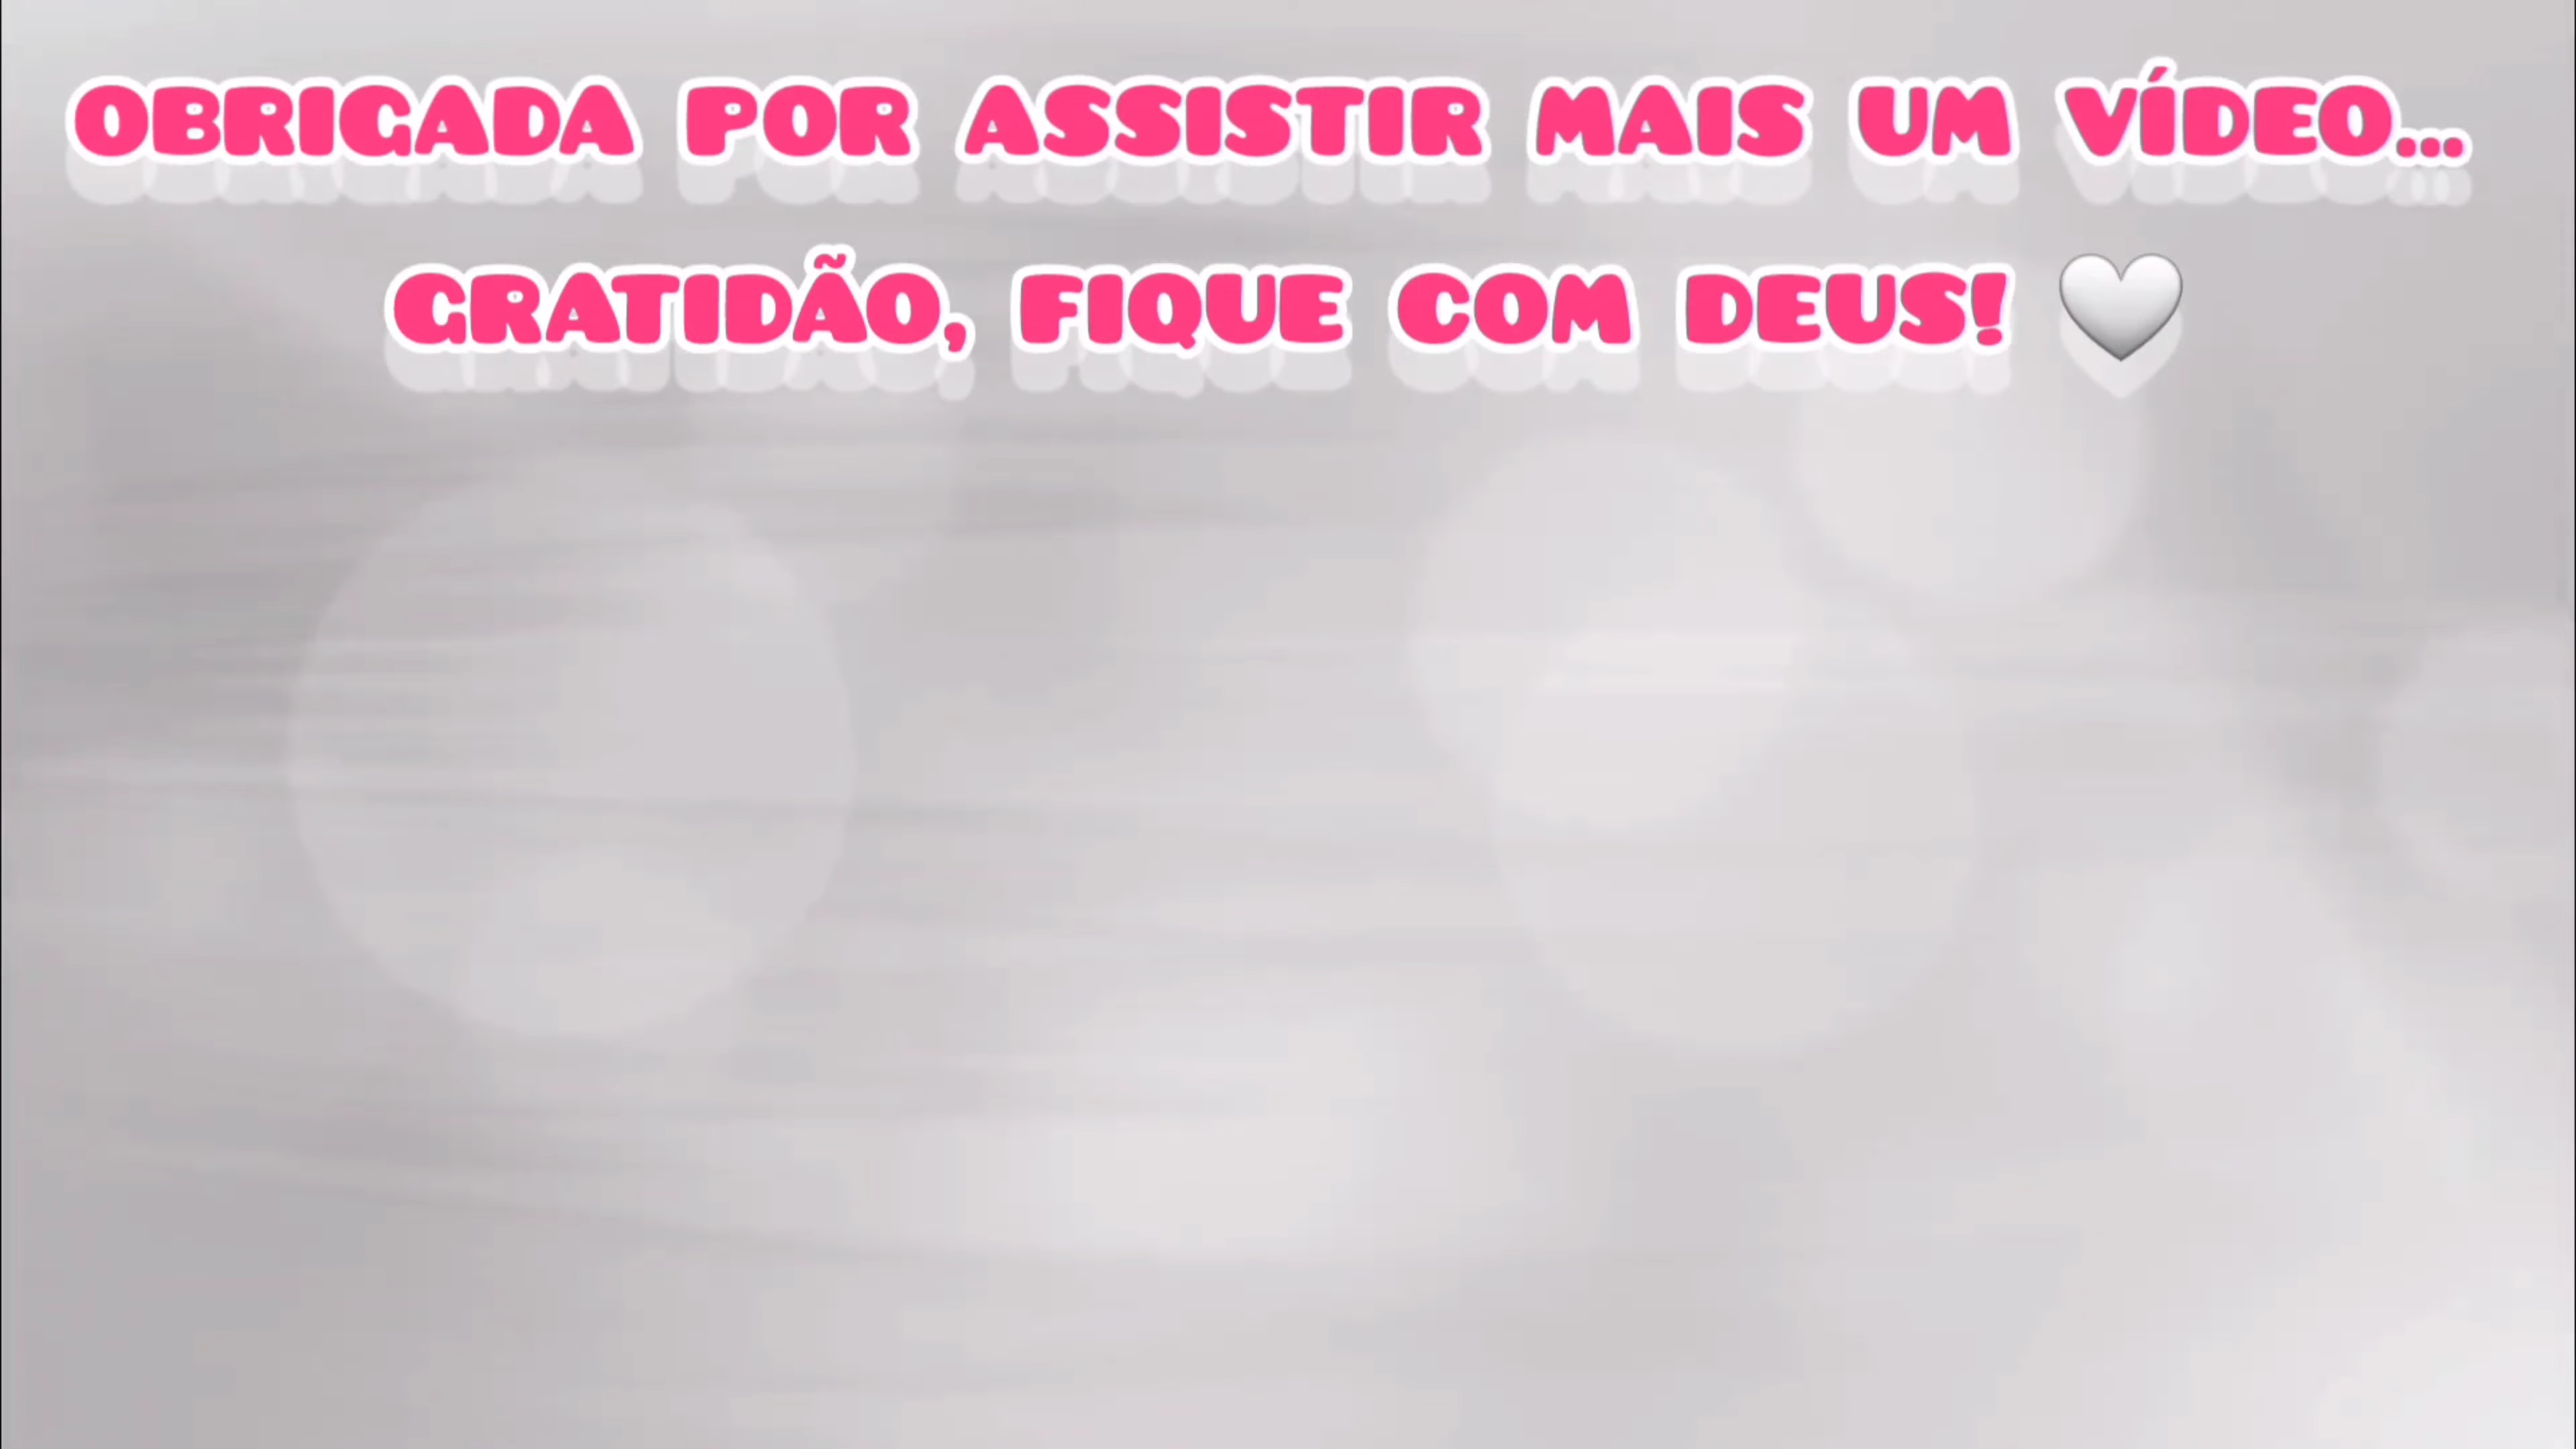 OBRIGADA POR ASSISTIR MAIS UM VÍDEO...
GRATIDÃO, FIQUE COM DEUS! 🤍